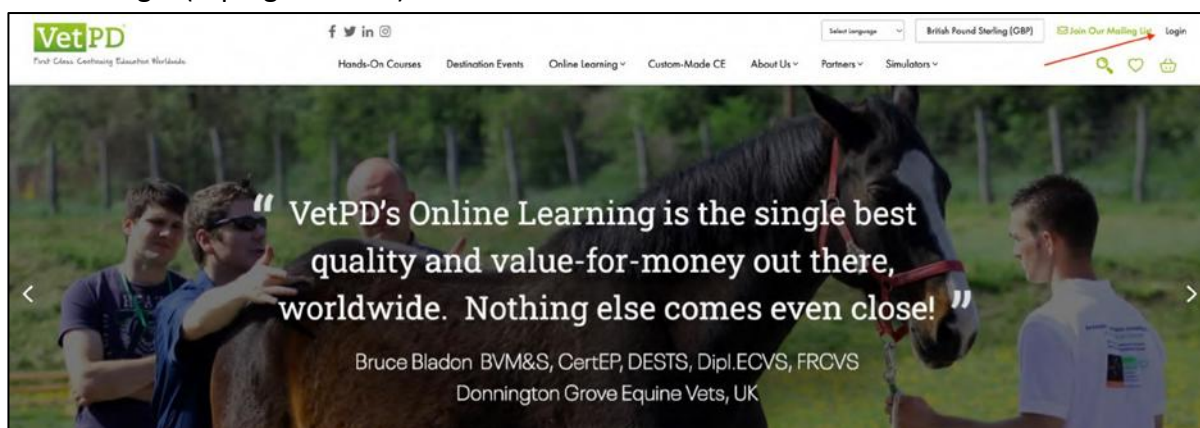 VetPD
First Class Continuing Education Worldwide
Select Language
British Pound Sterling (GBP)
Join Our Mailing List
Login
Hands-On Courses
Destination Events
Online Learning
Custom-Made CE
About Us
Partners
Simulators
“ VetPD’s Online Learning is the single best
quality and value-for-money out there,
worldwide. Nothing else comes even close! ”
Bruce Bladon BVM&S, CertEP, DESTS, Dipl.ECVS, FRCVS
Donnington Grove Equine Vets, UK